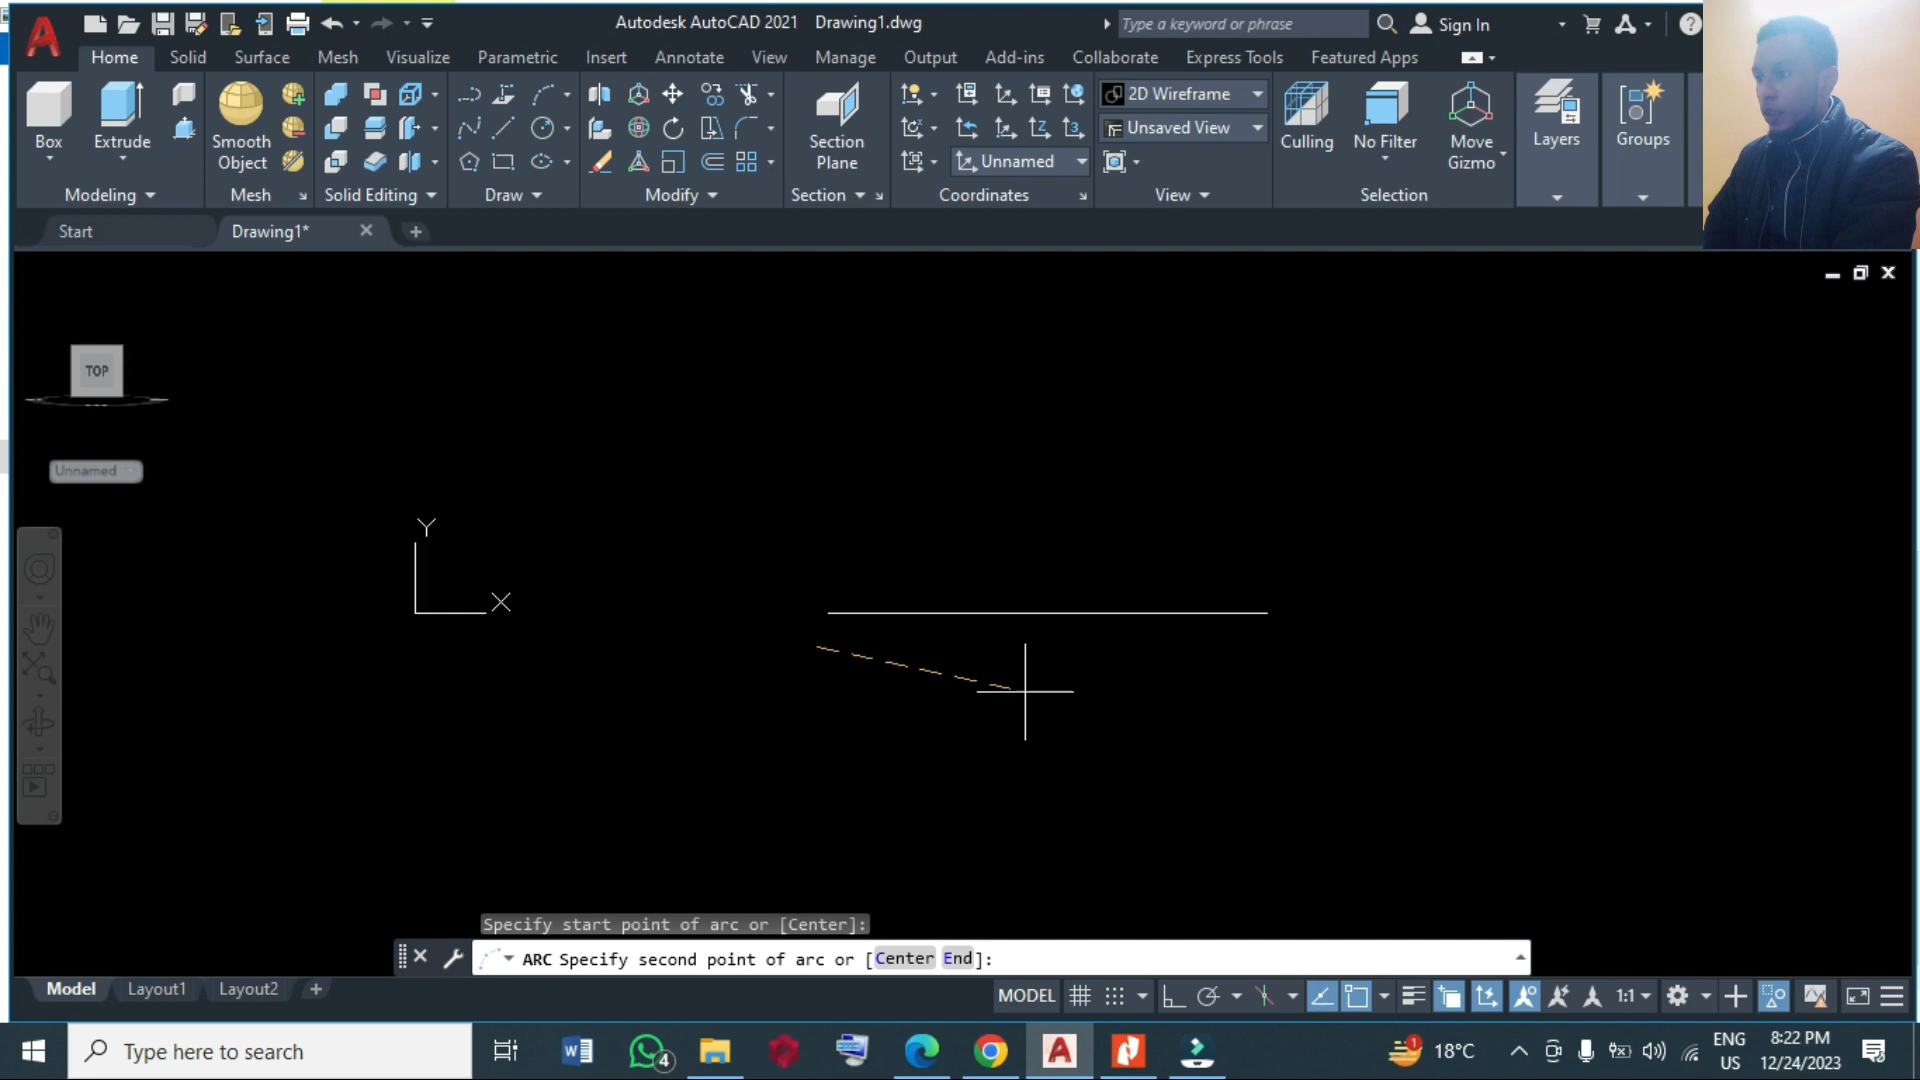 Autodesk AutoCAD 2021 Drawing1.dwg
Type a keyword or phrase
Sign In
Home Solid Surface Mesh Visualize Parametric Insert Annotate View Manage Output Add-ins Collaborate Express Tools Featured Apps
Box
Extrude
Smooth Object
Section Plane
2D Wireframe
Unsaved View
Unnamed
Culling
No Filter
Move Gizmo
Layers
Groups
Modeling
Mesh
Solid Editing
Draw
Modify
Section
Coordinates
View
Selection
Start
Drawing1*
TOP
Unnamed
Y
X
Specify start point of arc or [Center]:
ARC Specify second point of arc or [Center End]:
Model Layout1 Layout2
MODEL
1:1
Type here to search
4
1
18°C
ENG
US
8:22 PM
12/24/2023